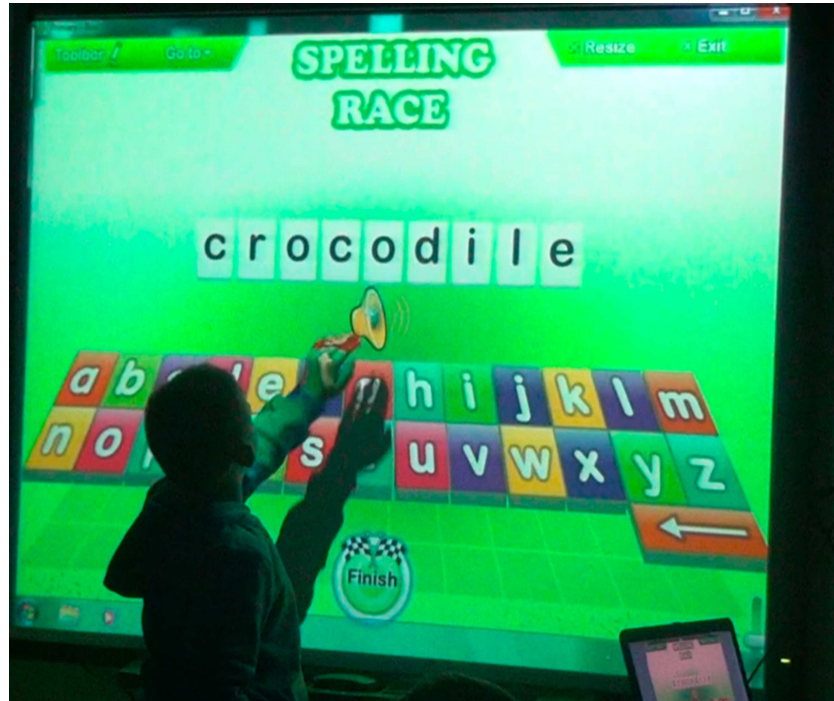 Toolbar Go to
Resize Exit
SPELLING
RACE
crocodile
a b e h i j k l m
n o s u v w x y z
Finish